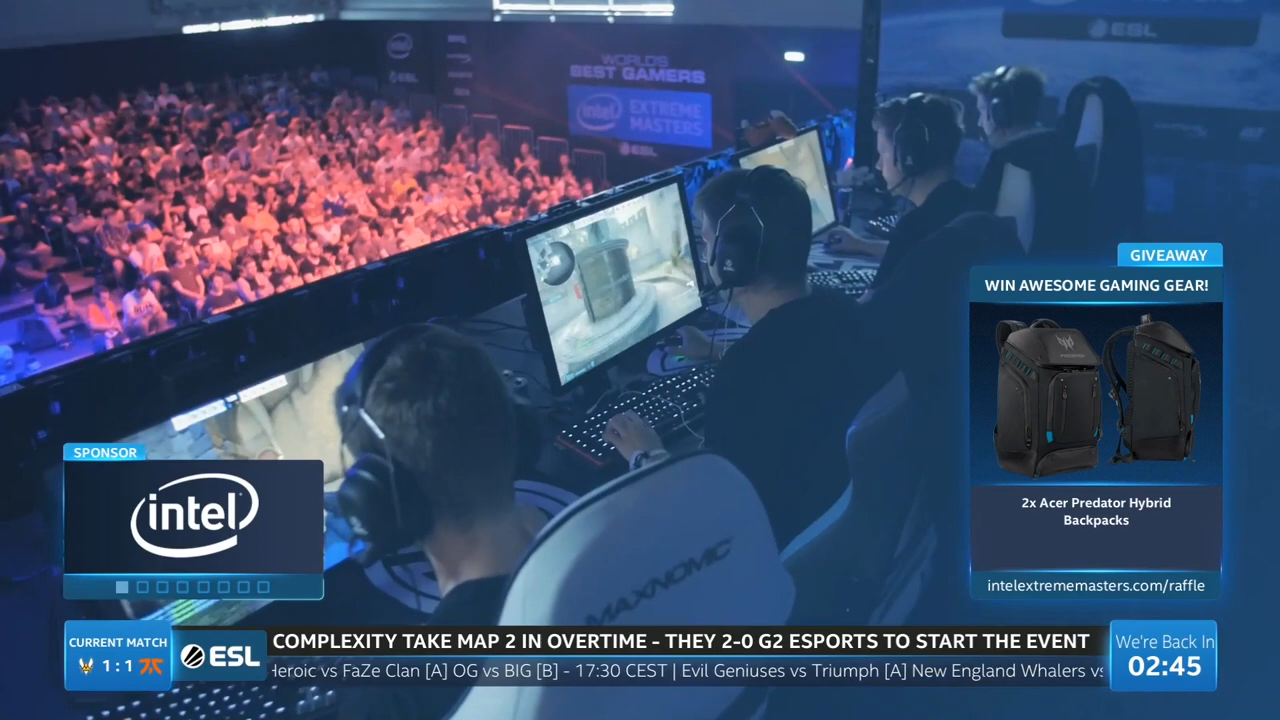 ESL
intel
ESL
WORLD'S
BEST GAMERS
intel EXTREME
MASTERS
ESL
GIVEAWAY
WIN AWESOME GAMING GEAR!
PREDATOR
2x Acer Predator Hybrid
Backpacks
intelextrememasters.com/raffle
SPONSOR
intel
MAXNOMIC
CURRENT MATCH
1 : 1
ESL
COMPLEXITY TAKE MAP 2 IN OVERTIME - THEY 2-0 G2 ESPORTS TO START THE EVENT
Heroic vs FaZe Clan [A] OG vs BIG [B] - 17:30 CEST | Evil Geniuses vs Triumph [A] New England Whalers vs
We're Back In
02:45